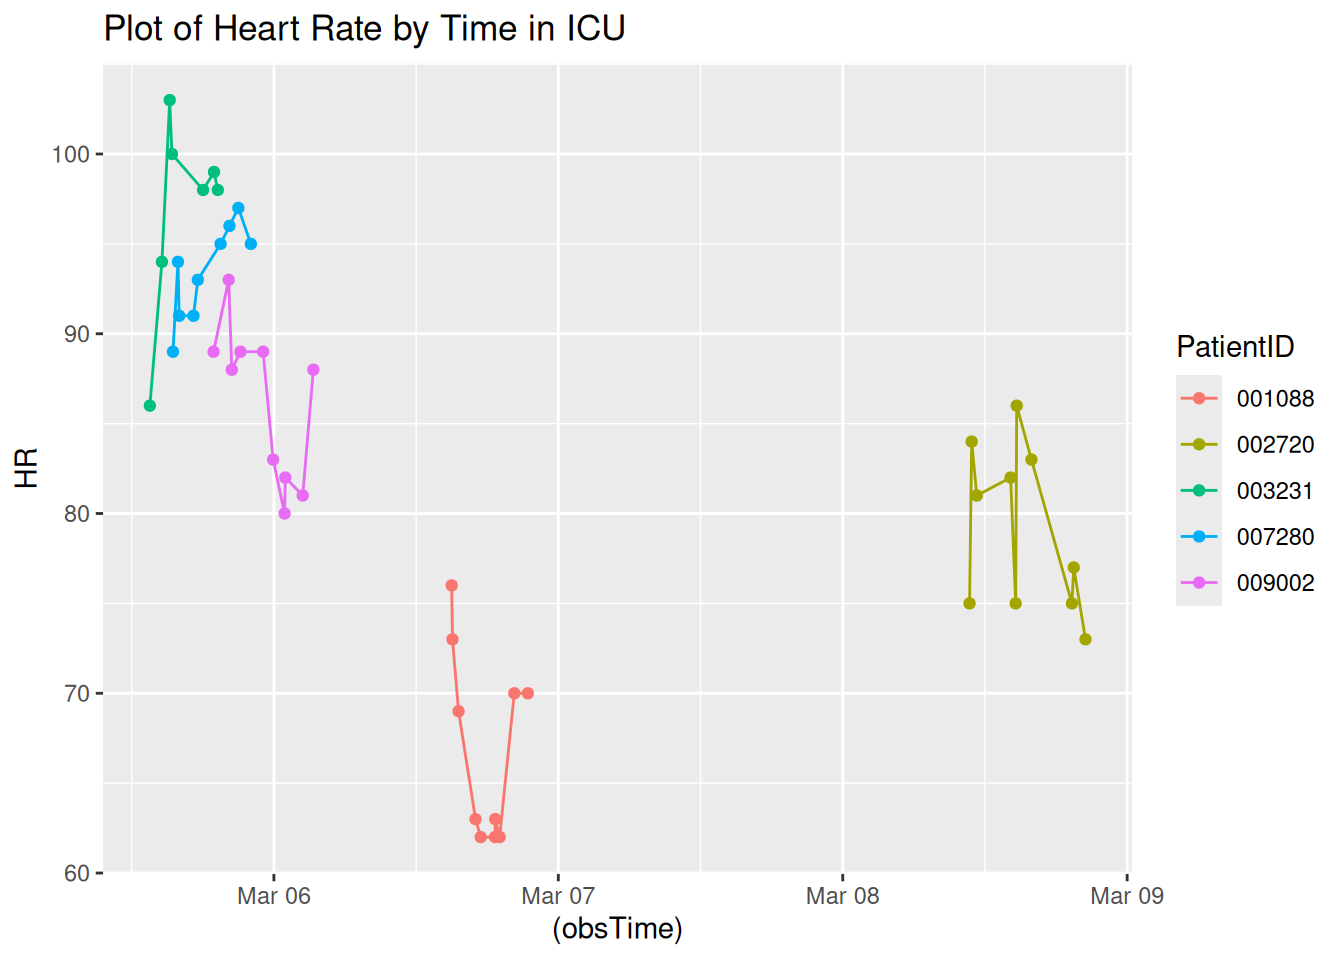 Plot of Heart Rate by Time in ICU
100
90
80
70
60
HR
Mar 06
Mar 07
Mar 08
Mar 09
(obsTime)
PatientID
001088
002720
003231
007280
009002